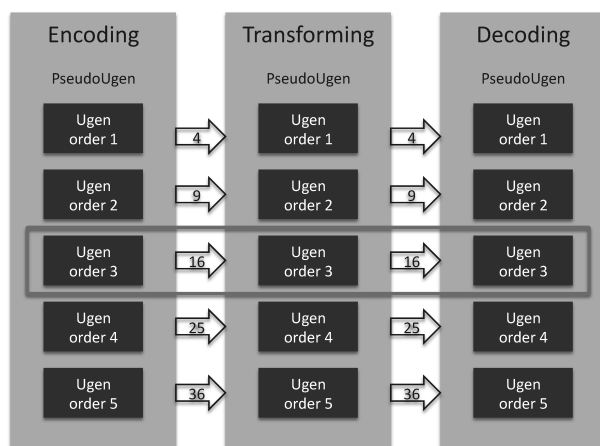 Encoding
Transforming
Decoding
PseudoUgen
PseudoUgen
PseudoUgen
Ugen
order 1
4
Ugen
order 1
4
Ugen
order 1
Ugen
order 2
9
Ugen
order 2
9
Ugen
order 2
Ugen
order 3
16
Ugen
order 3
16
Ugen
order 3
Ugen
order 4
25
Ugen
order 4
25
Ugen
order 4
Ugen
order 5
36
Ugen
order 5
36
Ugen
order 5